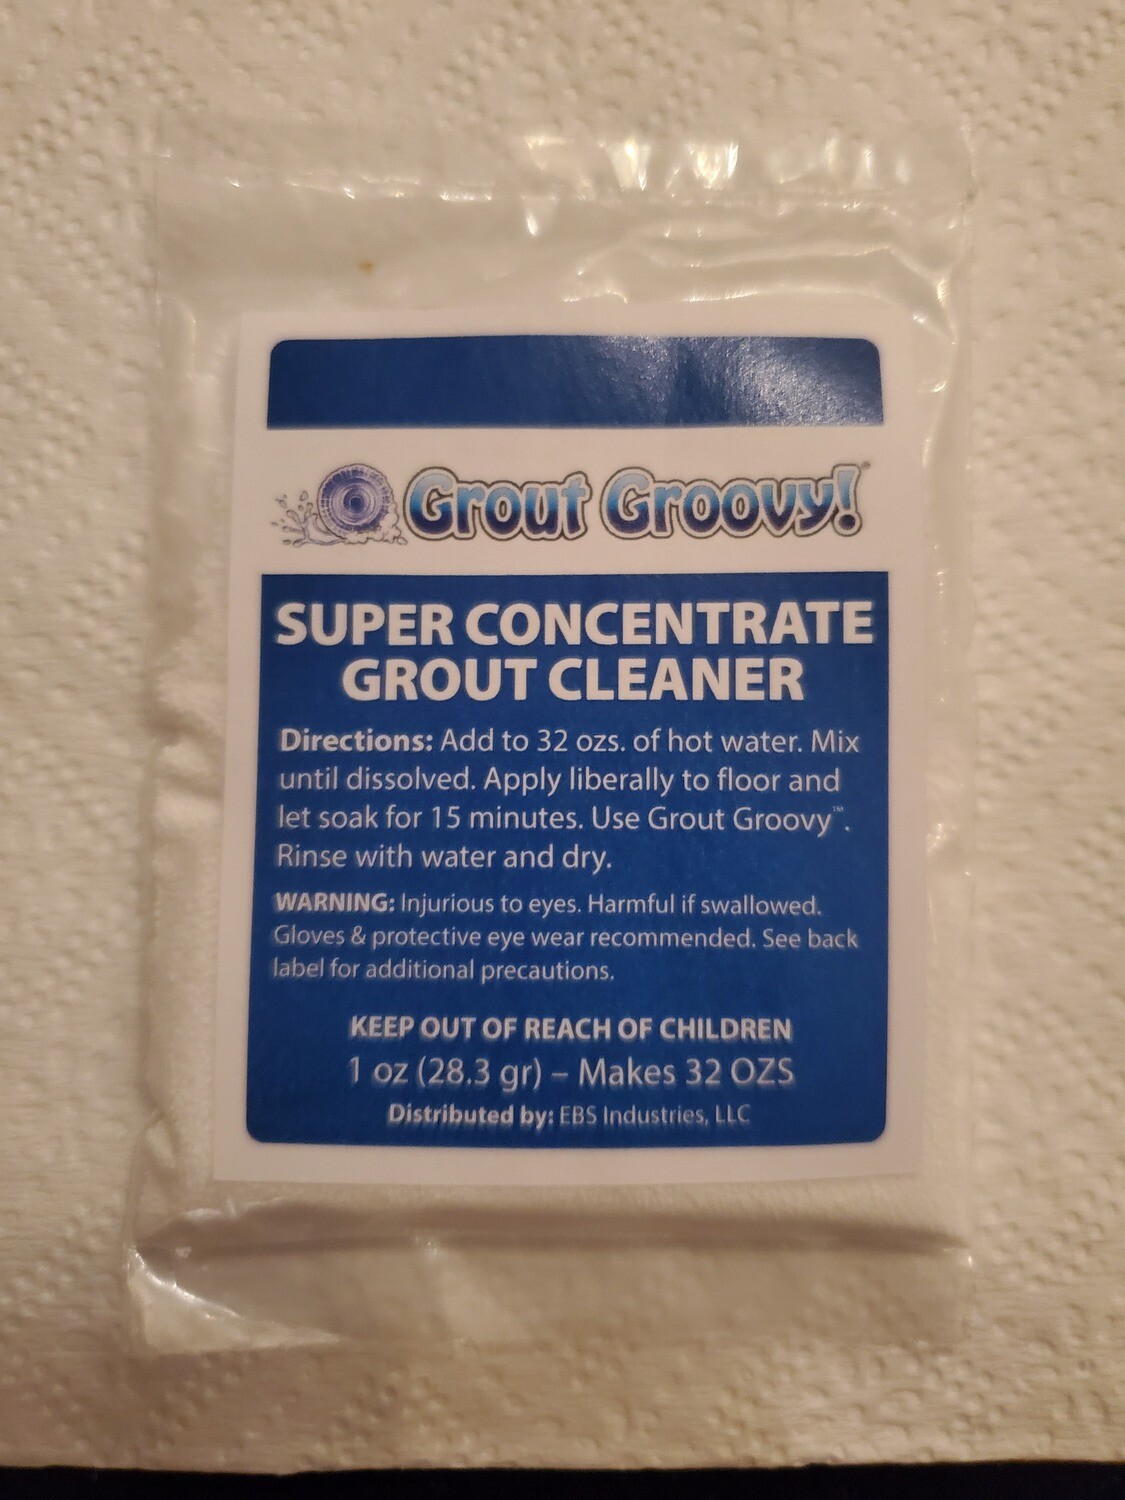 Grout Groovy!
SUPER CONCENTRATE
GROUT CLEANER
Directions: Add to 32 ozs. of hot water. Mix
until dissolved. Apply liberally to floor and
let soak for 15 minutes. Use Grout Groovy™.
Rinse with water and dry.
WARNING: Injurious to eyes. Harmful if swallowed.
Gloves & protective eye wear recommended. See back
label for additional precautions.
KEEP OUT OF REACH OF CHILDREN
1 oz (28.3 gr) – Makes 32 OZS
Distributed by: EBS Industries, LLC